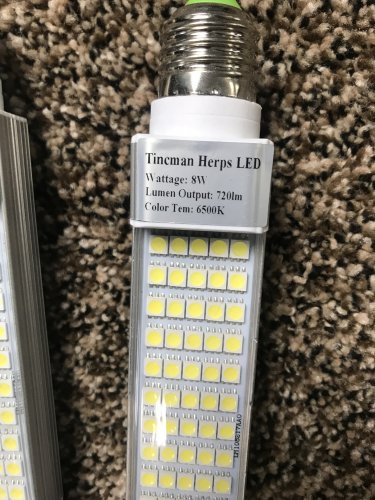 Tincman Herps LED
Wattage: 8W
Lumen Output: 720lm
Color Tem: 6500K